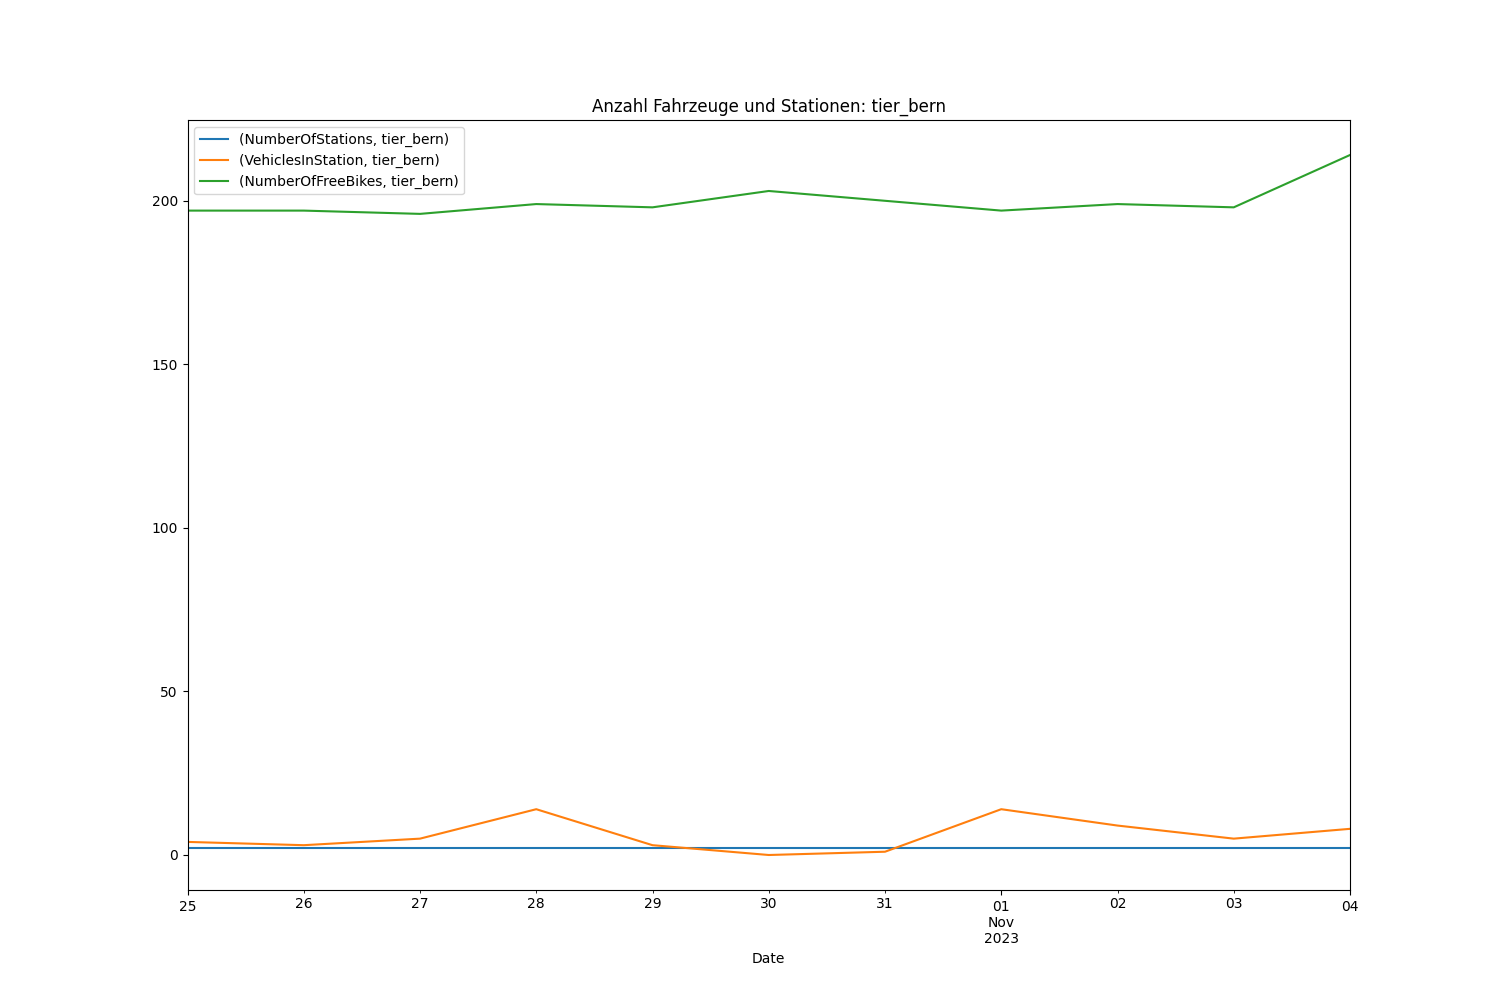 Anzahl Fahrzeuge und Stationen: tier_bern
(NumberOfStations, tier_bern)
(VehiclesInStation, tier_bern)
(NumberOfFreeBikes, tier_bern)
200
150
100
50
0
25 26 27 28 29 30 31 01 02 03 04
Nov
2023
Date